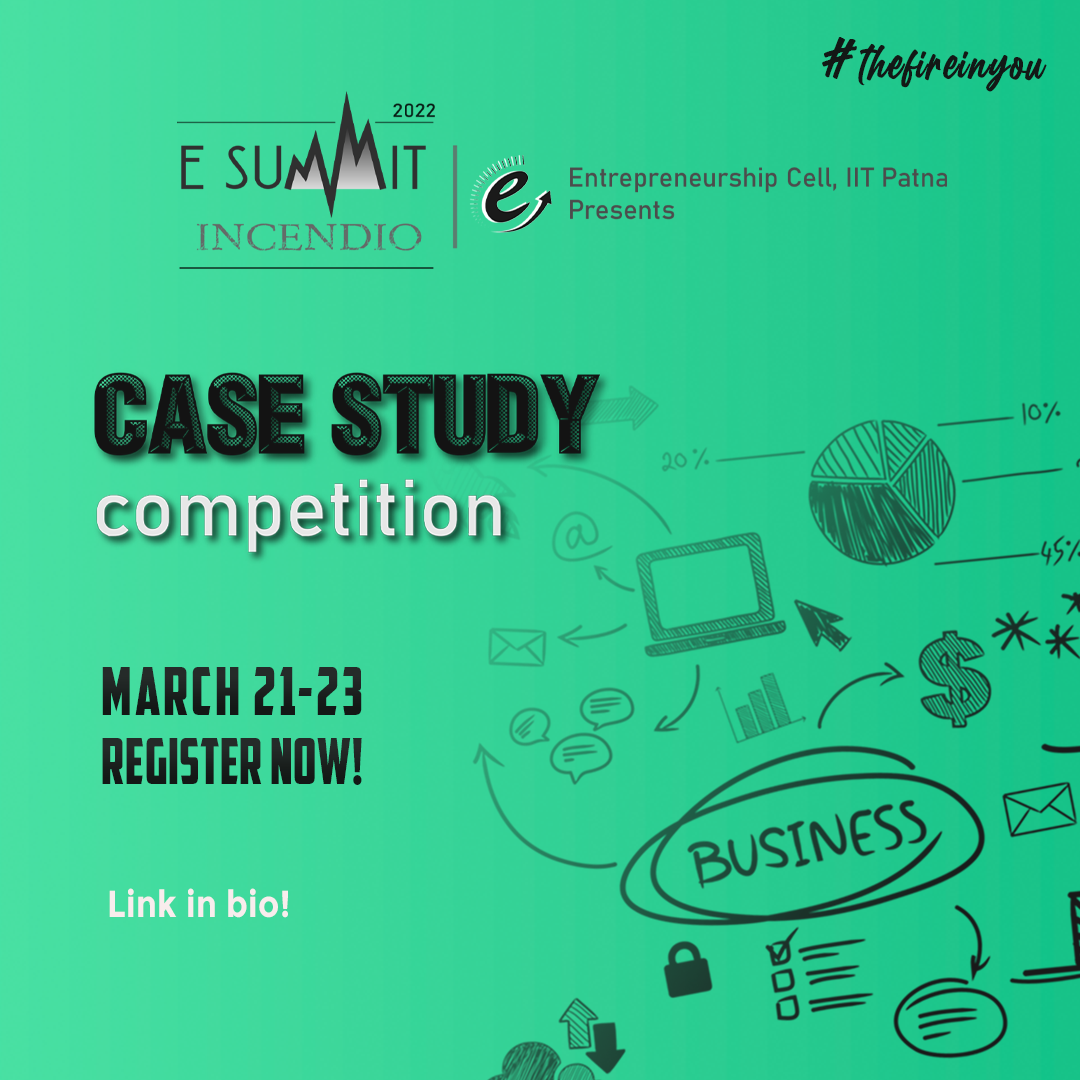 #thefireinyou
2022
E SUMMIT
INCENDIO
e
Entrepreneurship Cell, IIT Patna
Presents
CASE STUDY
competition
10%
20%
45%
@
MARCH 21-23
REGISTER NOW!
$
BUSINESS
Link in bio!